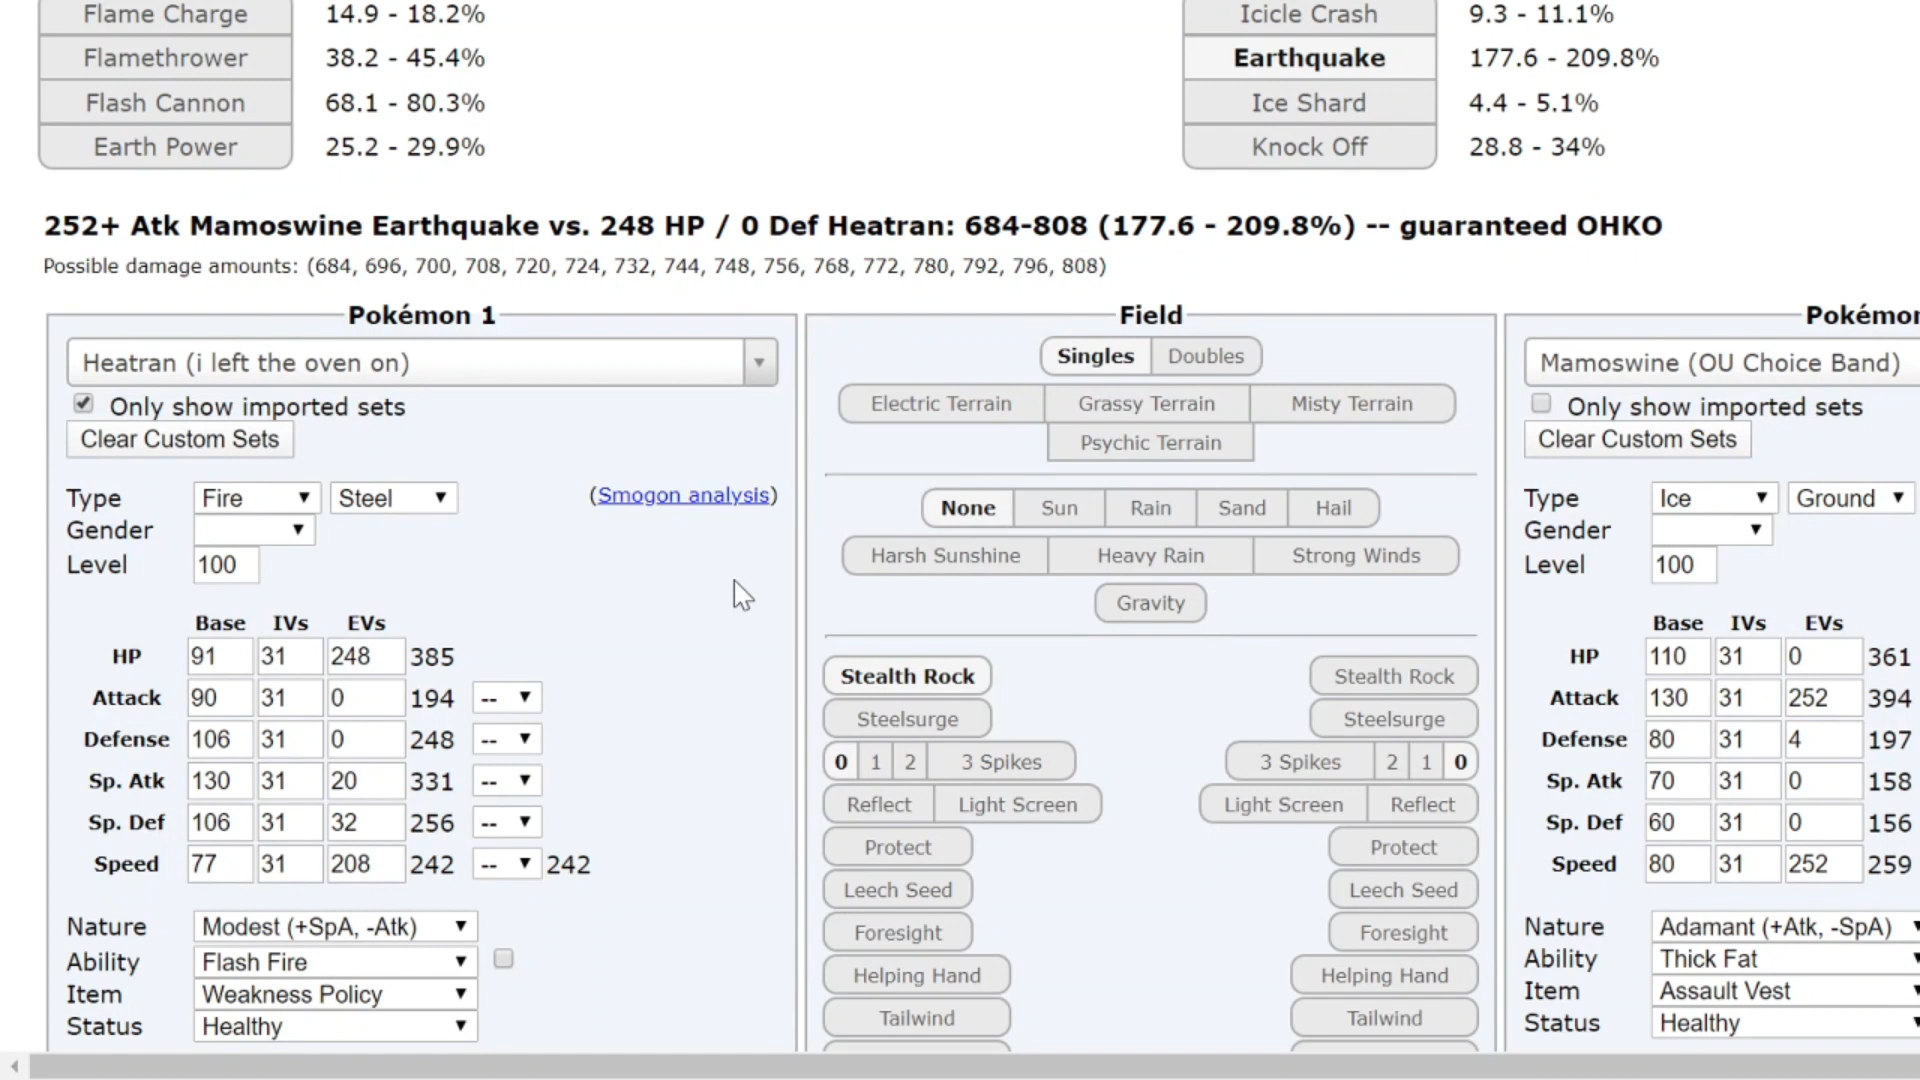 Flame Charge 14.9 - 18.2% Icicle Crash 9.3 - 11.1%
Flamethrower 38.2 - 45.4% Earthquake 177.6 - 209.8%
Flash Cannon 68.1 - 80.3% Ice Shard 4.4 - 5.1%
Earth Power 25.2 - 29.9% Knock Off 28.8 - 34%
252+ Atk Mamoswine Earthquake vs. 248 HP / 0 Def Heatran: 684-808 (177.6 - 209.8%) -- guaranteed OHKO
Possible damage amounts: (684, 696, 700, 708, 720, 724, 732, 744, 748, 756, 768, 772, 780, 792, 796, 808)
Pokémon 1
Heatran (i left the oven on)
Only show imported sets
Clear Custom Sets
Type Fire Steel (Smogon analysis)
Gender
Level 100
Base IVs EVs
HP 91 31 248 385
Attack 90 31 0 194 --
Defense 106 31 0 248 --
Sp. Atk 130 31 20 331 --
Sp. Def 106 31 32 256 --
Speed 77 31 208 242 -- 242
Nature Modest (+SpA, -Atk)
Ability Flash Fire
Item Weakness Policy
Status Healthy
Field
Singles Doubles
Electric Terrain Grassy Terrain Misty Terrain
Psychic Terrain
None Sun Rain Sand Hail
Harsh Sunshine Heavy Rain Strong Winds
Gravity
Stealth Rock Stealth Rock
Steelsurge Steelsurge
0 1 2 3 Spikes 3 Spikes 2 1 0
Reflect Light Screen Light Screen Reflect
Protect Protect
Leech Seed Leech Seed
Foresight Foresight
Helping Hand Helping Hand
Tailwind Tailwind
Pokémon
Mamoswine (OU Choice Band)
Only show imported sets
Clear Custom Sets
Type Ice Ground
Gender
Level 100
Base IVs EVs
HP 110 31 0 361
Attack 130 31 252 394
Defense 80 31 4 197
Sp. Atk 70 31 0 158
Sp. Def 60 31 0 156
Speed 80 31 252 259
Nature Adamant (+Atk, -SpA)
Ability Thick Fat
Item Assault Vest
Status Healthy